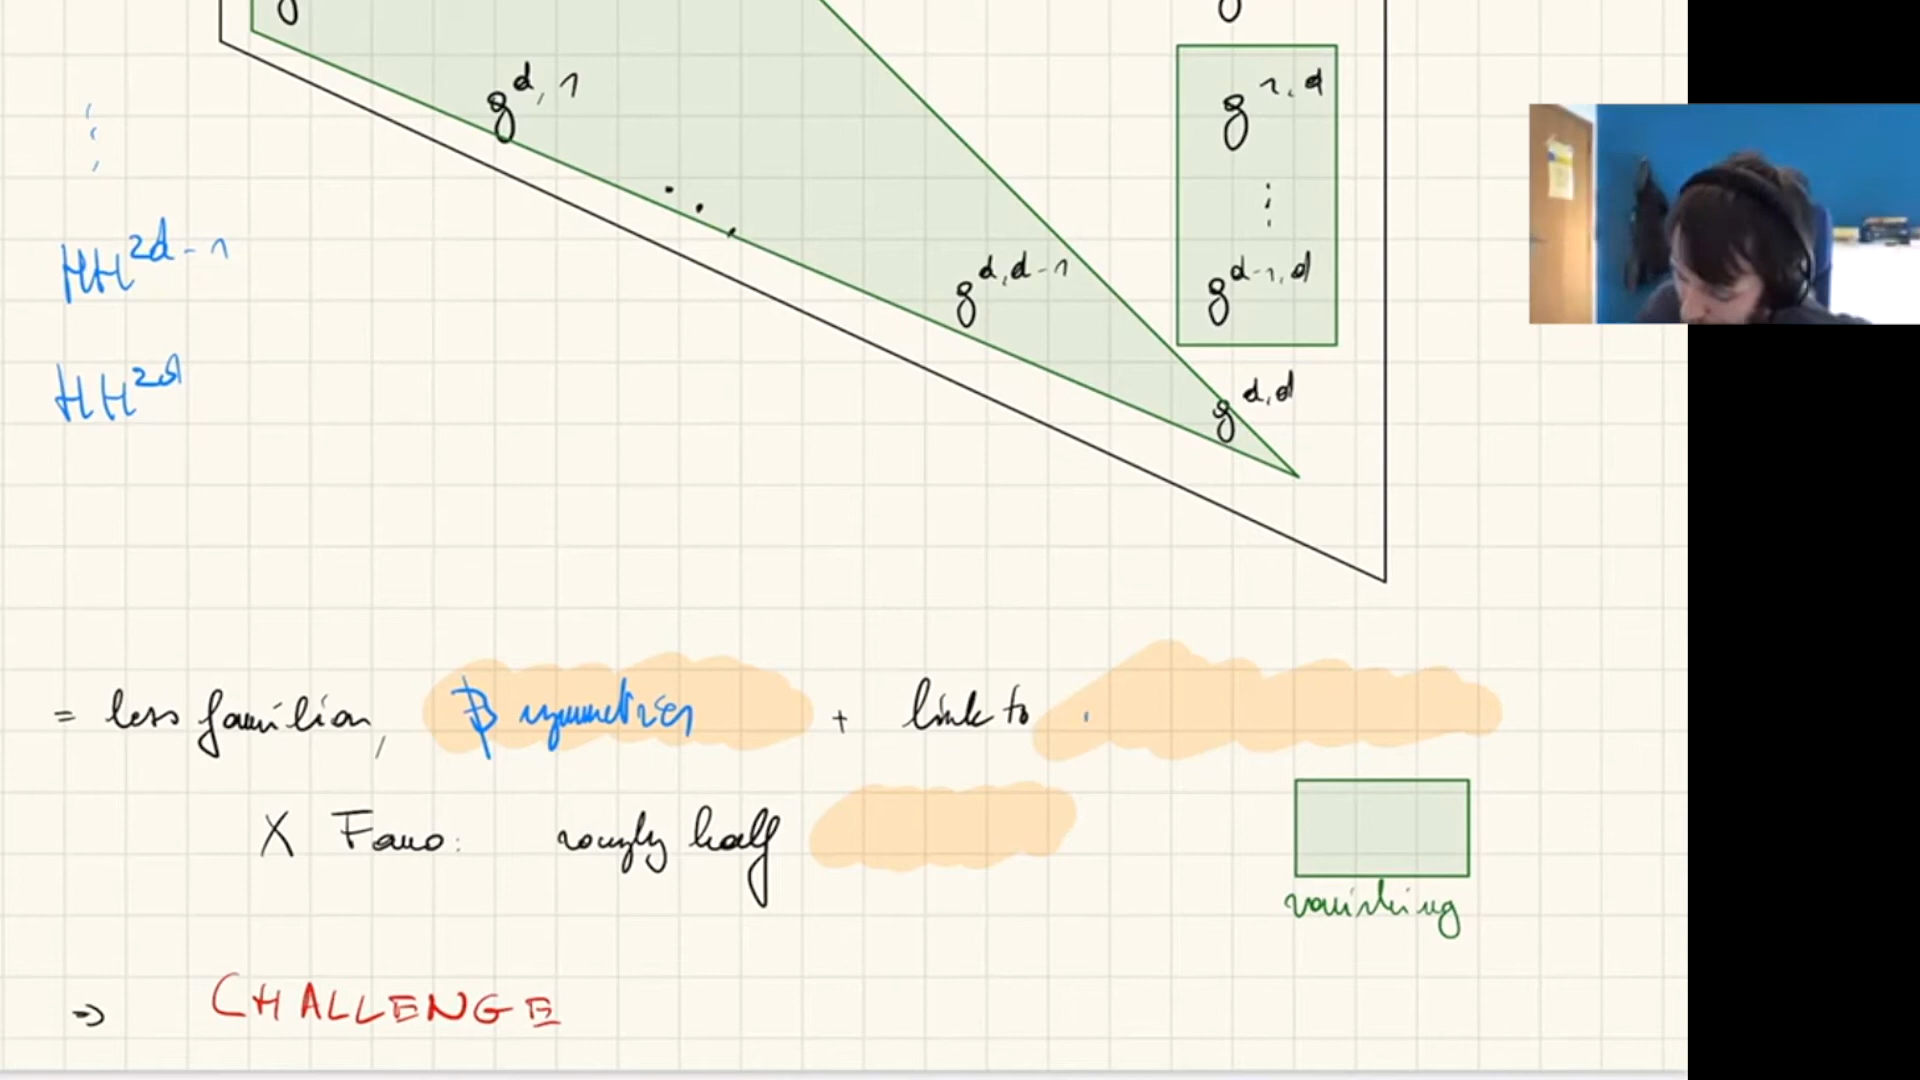 g^{d,1}
g^{1,d}
⋮
⋮
HH^{2d-1}
g^{d,d-1}
g^{d-1,d}
HH^{2d}
g^{d,d}
= less familiar, ∄ symmetries + link to
X Fano: roughly half
vanishing
⇒ CHALLENGE